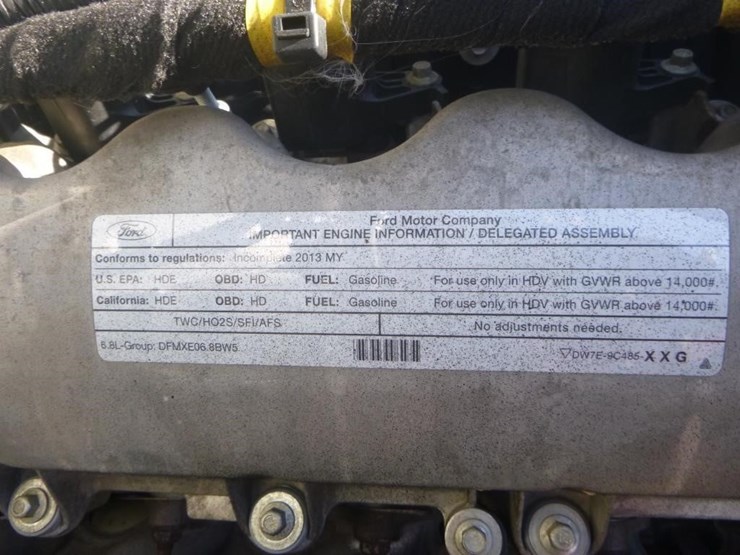 Ford
Ford Motor Company
IMPORTANT ENGINE INFORMATION / DELEGATED ASSEMBLY
Conforms to regulations: Incomplete 2013 MY
U.S. EPA: HDE OBD: HD FUEL: Gasoline For use only in HDV with GVWR above 14,000#.
California: HDE OBD: HD FUEL: Gasoline For use only in HDV with GVWR above 14,000#.
TWC/HO2S/SFI/AFS No adjustments needed.
6.8L-Group: DFMXE06.8BW5 DW7E-9C485-XXG